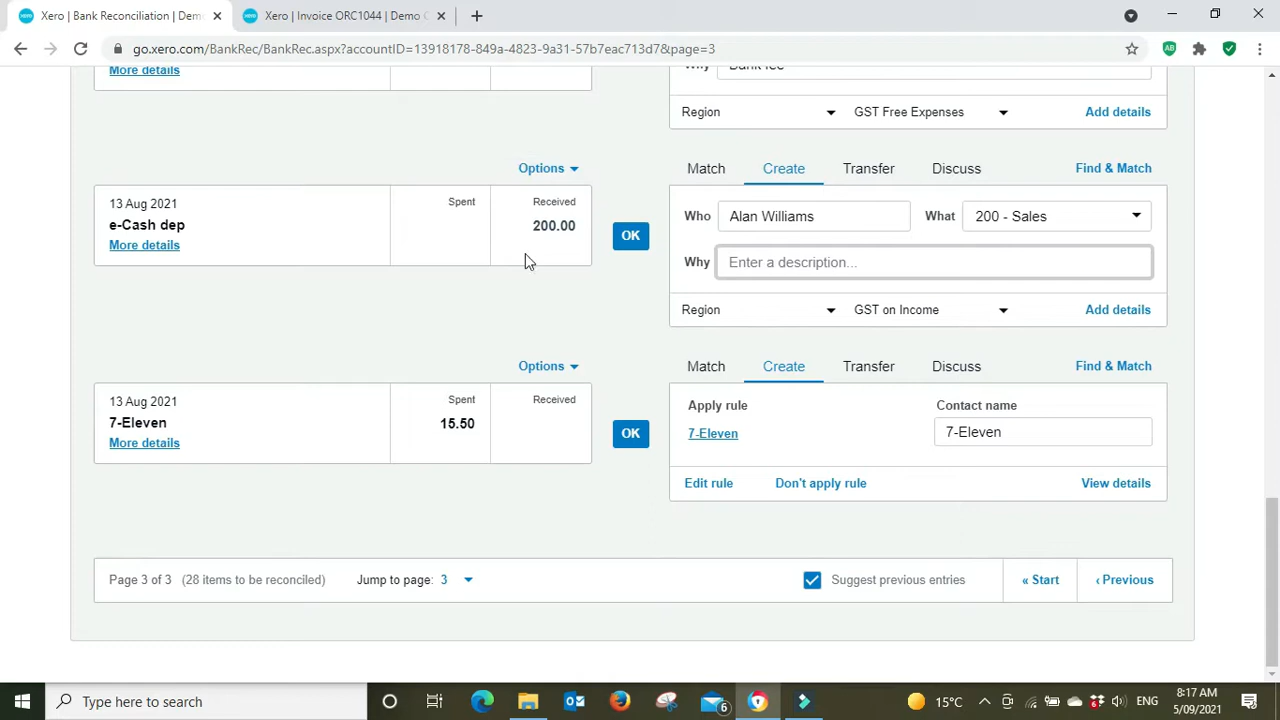 Xero | Bank Reconciliation | Demo
Xero | Invoice ORC1044 | Demo C
go.xero.com/BankRec/BankRec.aspx?accountID=13918178-849a-4823-9a31-57b7eac713d7&page=3
AB
More details
Why Bank fee
Region GST Free Expenses Add details
Options Match Create Transfer Discuss Find & Match
13 Aug 2021 Spent Received
e-Cash dep 200.00
More details
OK
Who Alan Williams What 200 - Sales
Why Enter a description...
Region GST on Income Add details
Options Match Create Transfer Discuss Find & Match
13 Aug 2021 Spent Received
7-Eleven 15.50
More details
OK
Apply rule Contact name
7-Eleven 7-Eleven
Edit rule Don't apply rule View details
Page 3 of 3 (28 items to be reconciled) Jump to page: 3 Suggest previous entries « Start ‹ Previous
Type here to search
6
15°C
ENG
8:17 AM
5/09/2021